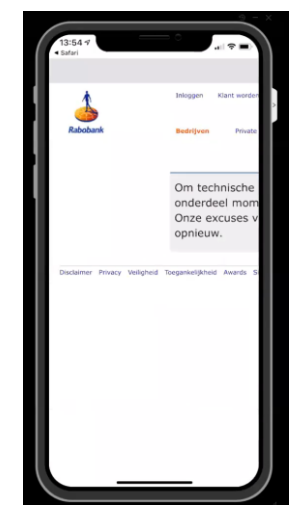 13:54
◀ Safari
Inloggen Klant worden
Rabobank
Bedrijven Private
Om technische
onderdeel mom
Onze excuses v
opnieuw.
Disclaimer Privacy Veiligheid Toegankelijkheid Awards S